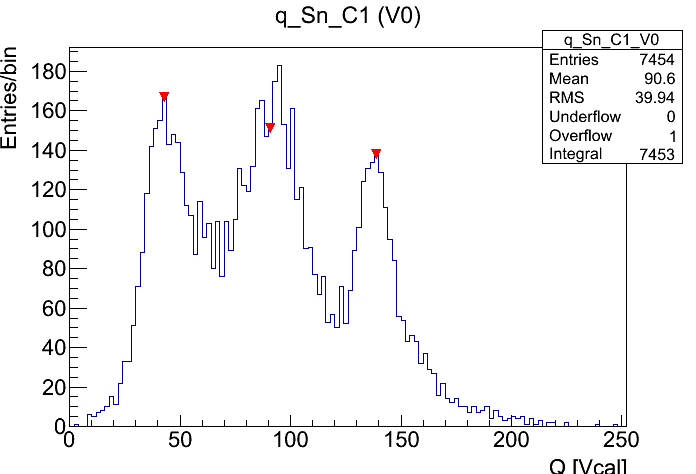 q_Sn_C1 (V0)
q_Sn_C1_V0
Entries 7454
Mean 90.6
RMS 39.94
Underflow 0
Overflow 1
Integral 7453
Entries/bin
180
160
140
120
100
80
60
40
20
0
0 50 100 150 200 250
Q [Vcal]